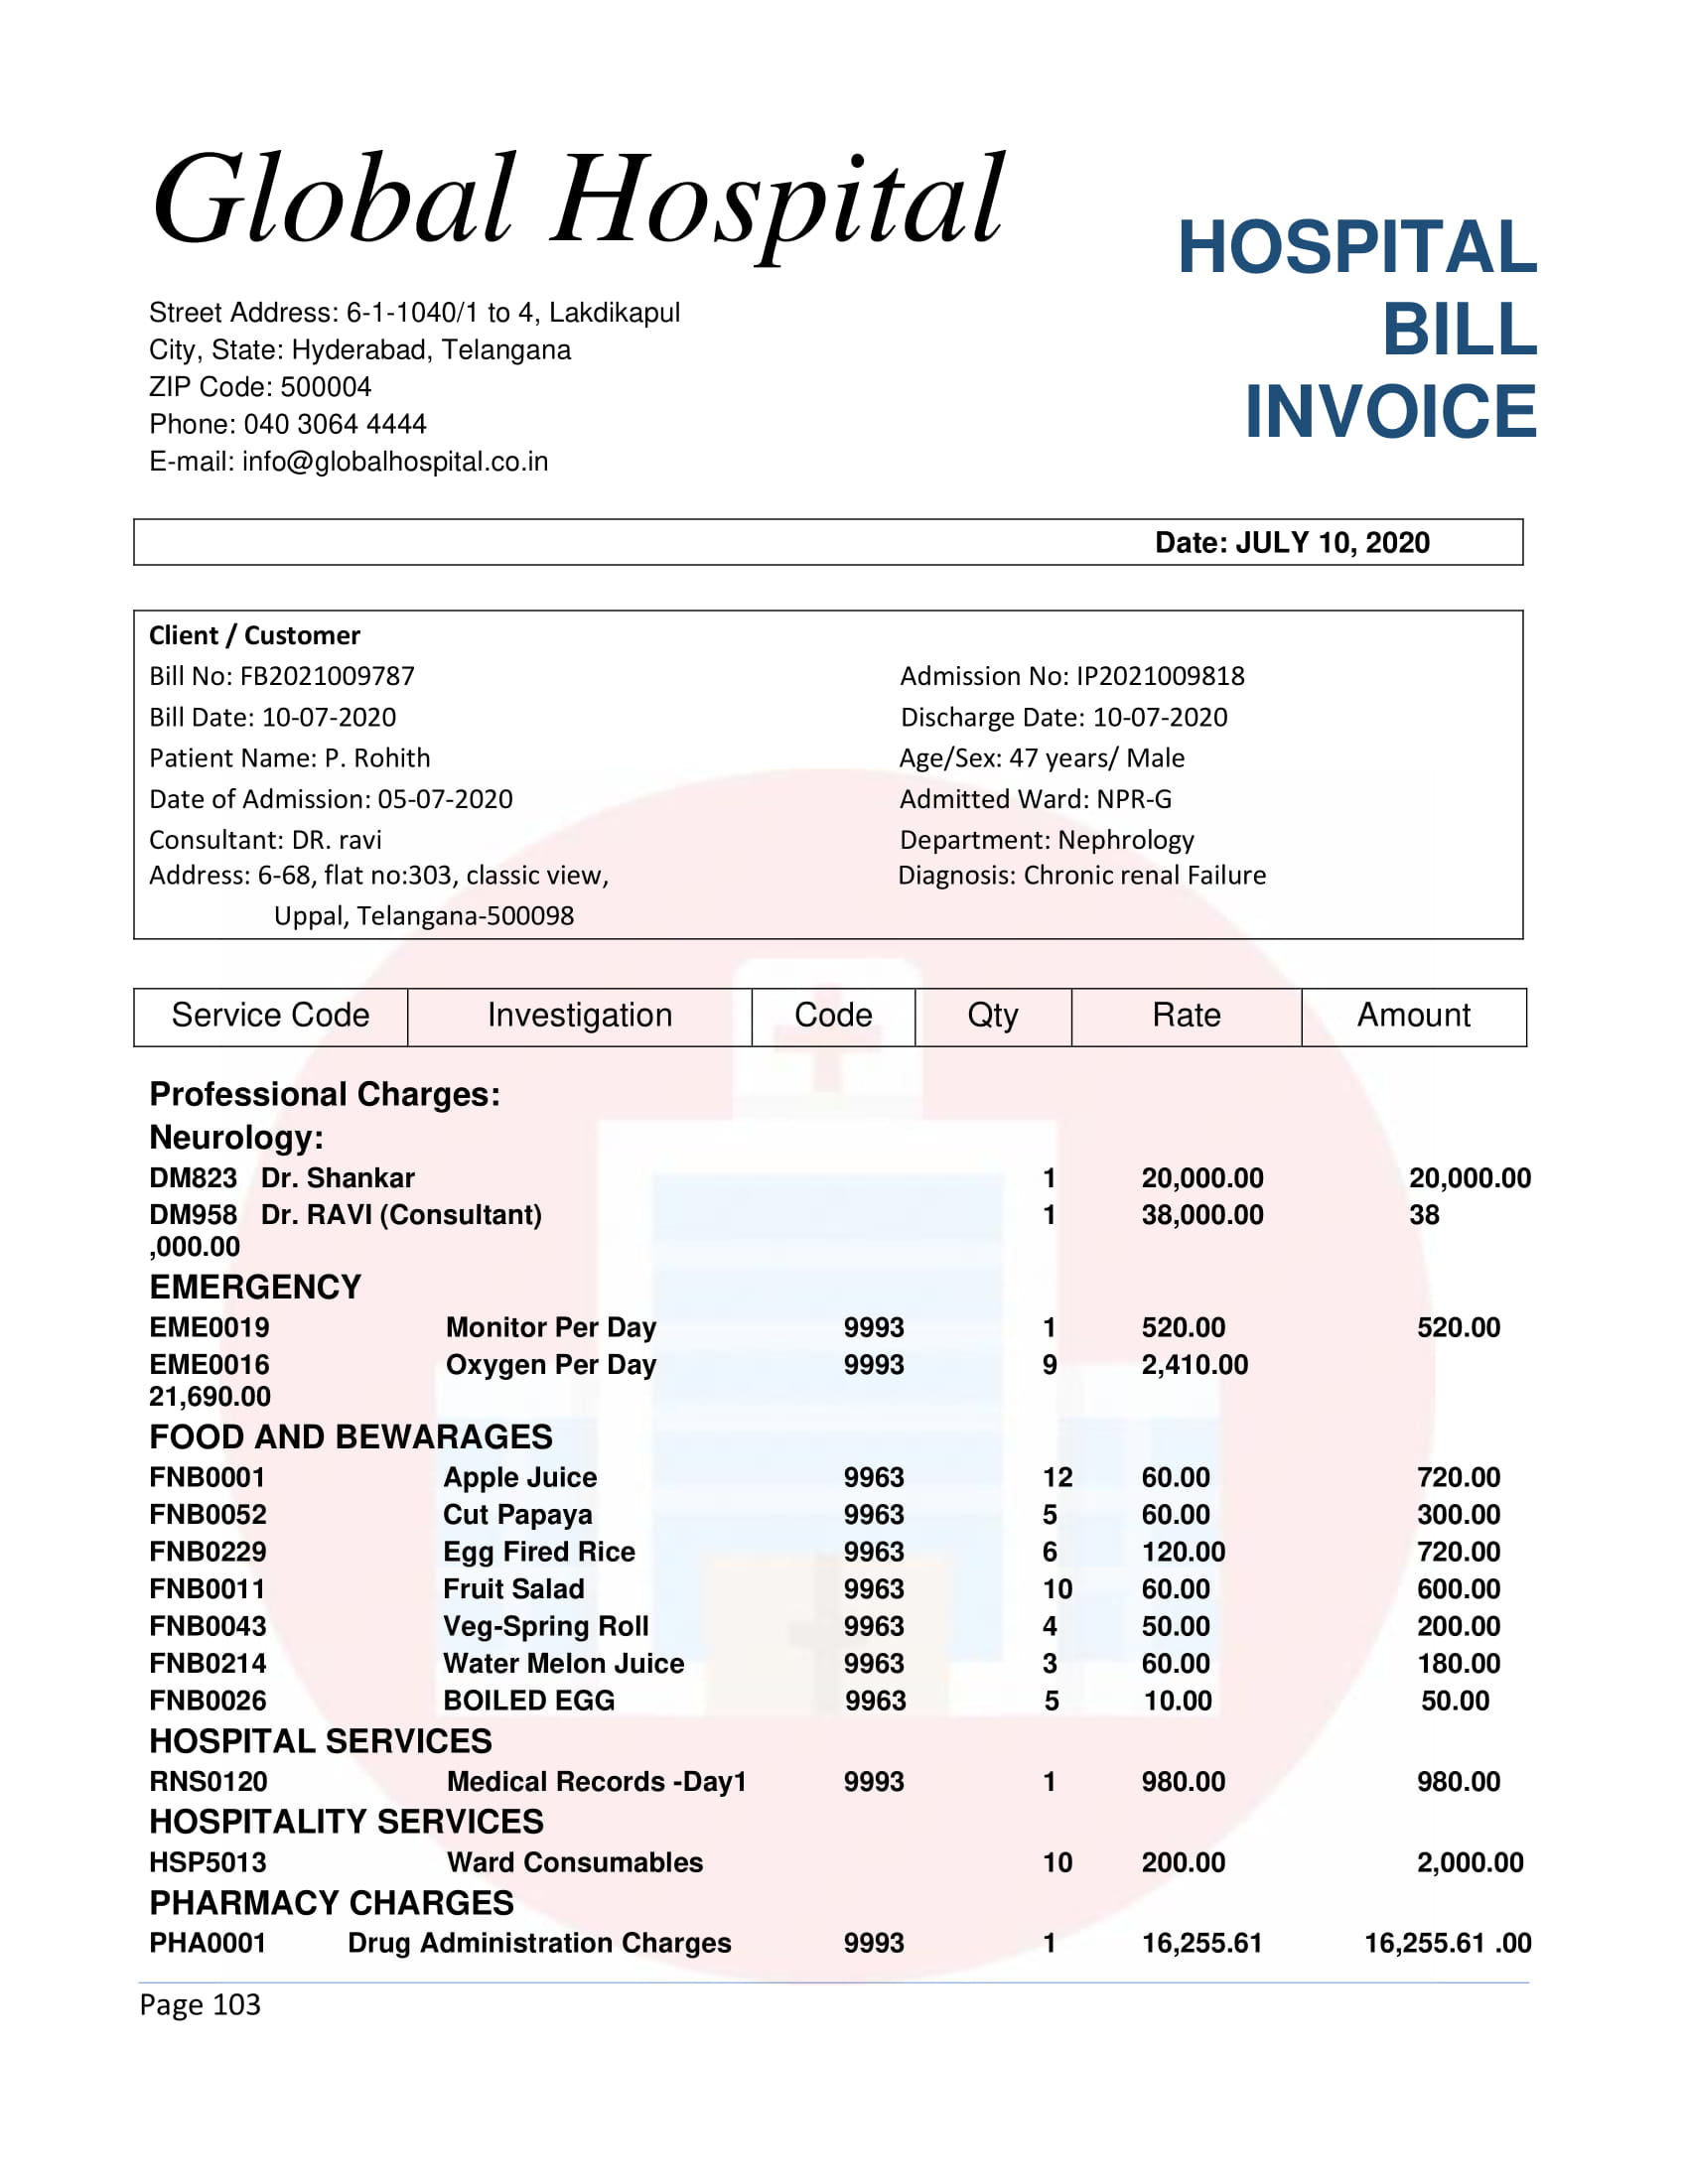 Global Hospital
HOSPITAL
BILL
INVOICE
Street Address: 6-1-1040/1 to 4, Lakdikapul
City, State: Hyderabad, Telangana
ZIP Code: 500004
Phone: 040 3064 4444
E-mail: info@globalhospital.co.in
Date: JULY 10, 2020
Client / Customer
Bill No: FB2021009787 Admission No: IP2021009818
Bill Date: 10-07-2020 Discharge Date: 10-07-2020
Patient Name: P. Rohith Age/Sex: 47 years/ Male
Date of Admission: 05-07-2020 Admitted Ward: NPR-G
Consultant: DR. ravi Department: Nephrology
Address: 6-68, flat no:303, classic view, Diagnosis: Chronic renal Failure
Uppal, Telangana-500098
Service Code Investigation Code Qty Rate Amount
Professional Charges:
Neurology:
DM823 Dr. Shankar 1 20,000.00 20,000.00
DM958 Dr. RAVI (Consultant) 1 38,000.00 38
,000.00
EMERGENCY
EME0019 Monitor Per Day 9993 1 520.00 520.00
EME0016 Oxygen Per Day 9993 9 2,410.00
21,690.00
FOOD AND BEWARAGES
FNB0001 Apple Juice 9963 12 60.00 720.00
FNB0052 Cut Papaya 9963 5 60.00 300.00
FNB0229 Egg Fired Rice 9963 6 120.00 720.00
FNB0011 Fruit Salad 9963 10 60.00 600.00
FNB0043 Veg-Spring Roll 9963 4 50.00 200.00
FNB0214 Water Melon Juice 9963 3 60.00 180.00
FNB0026 BOILED EGG 9963 5 10.00 50.00
HOSPITAL SERVICES
RNS0120 Medical Records -Day1 9993 1 980.00 980.00
HOSPITALITY SERVICES
HSP5013 Ward Consumables 10 200.00 2,000.00
PHARMACY CHARGES
PHA0001 Drug Administration Charges 9993 1 16,255.61 16,255.61 .00
Page 103